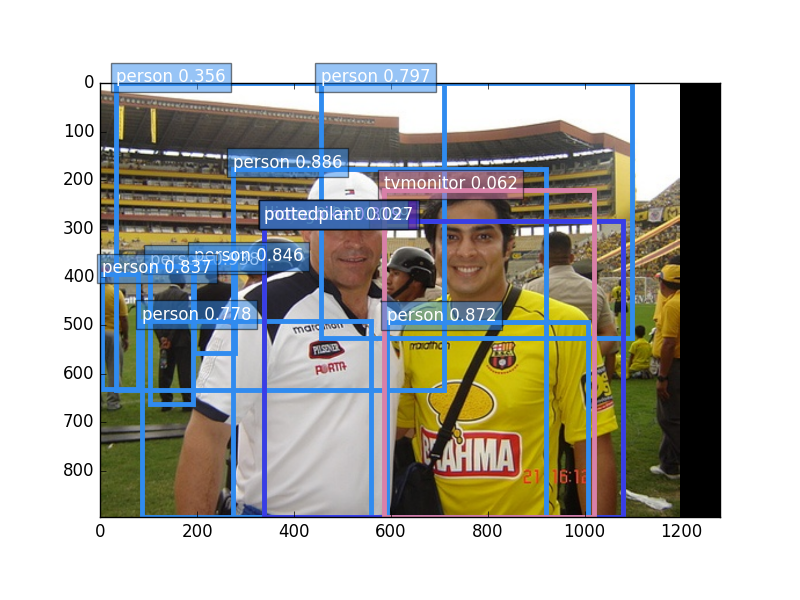 person 0.356
person 0.797
person 0.886
tvmonitor 0.062
pottedplant 0.027
person 0.846
person 0.837
person 0.778
person 0.872
marathon
PILSENER
PORTA
marathon
BRAHMA
0
100
200
300
400
500
600
700
800
0
200
400
600
800
1000
1200